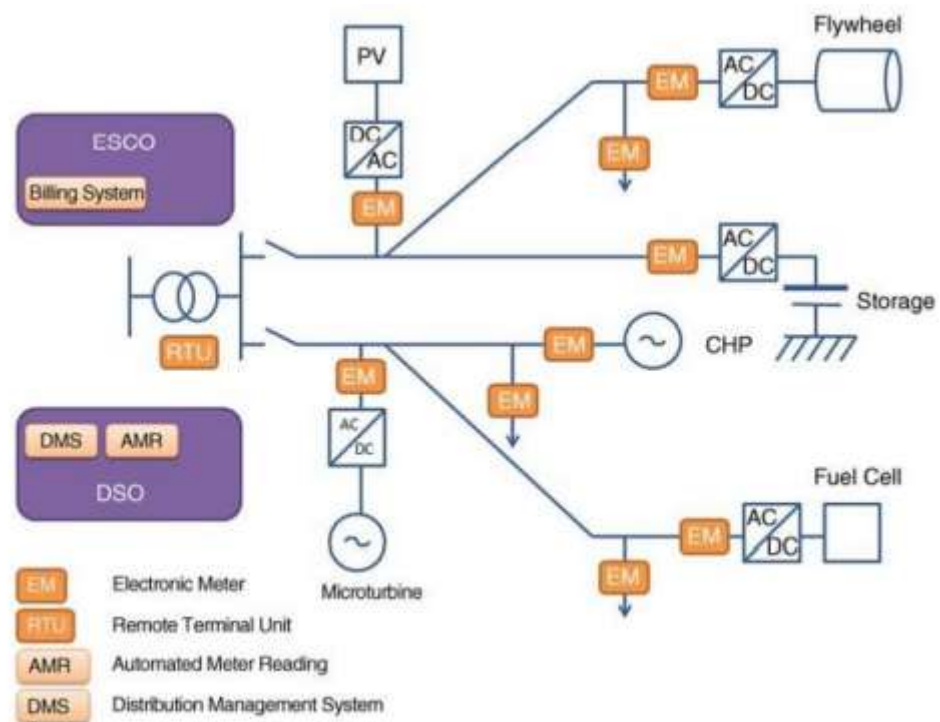 Flywheel
PV
AC
DC
EM
ESCO
DC
AC
EM
Billing System
EM
AC
DC
EM
Storage
RTU
EM
CHP
EM
EM
DMS
AMR
AC
DC
DSO
Fuel Cell
AC
DC
EM
EM
Microturbine
EM
Electronic Meter
RTU
Remote Terminal Unit
AMR
Automated Meter Reading
DMS
Distribution Management System